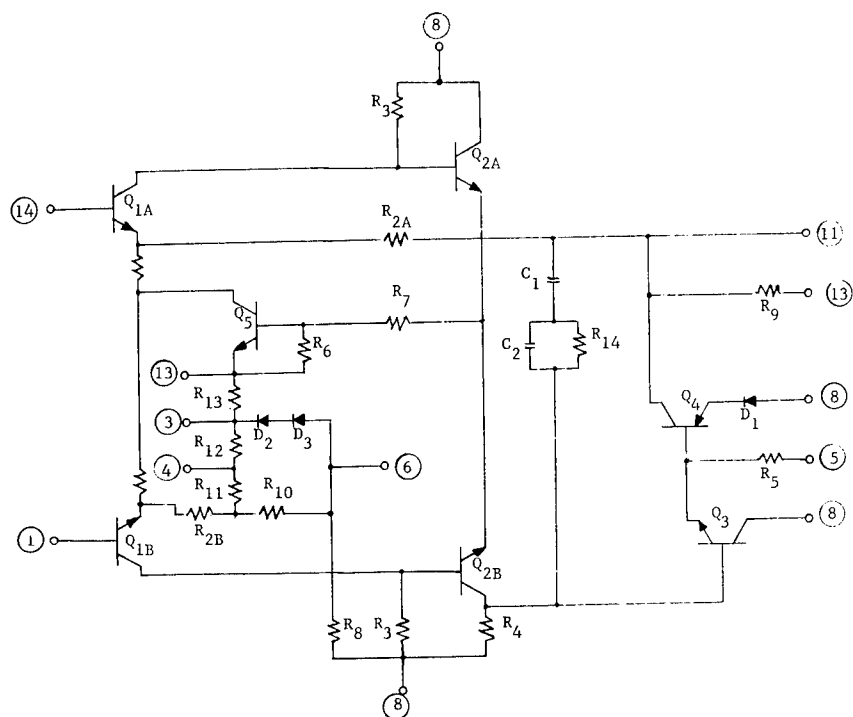 8
R3
Q2A
Q1A
14
R2A
11
C1
R9
13
R7
Q5
R6
C2
R14
13
R13
Q4
D1
8
3
D2
D3
R12
4
6
R5
5
R11
R10
Q3
8
R2B
1
Q1B
Q2B
R8
R3
R4
8